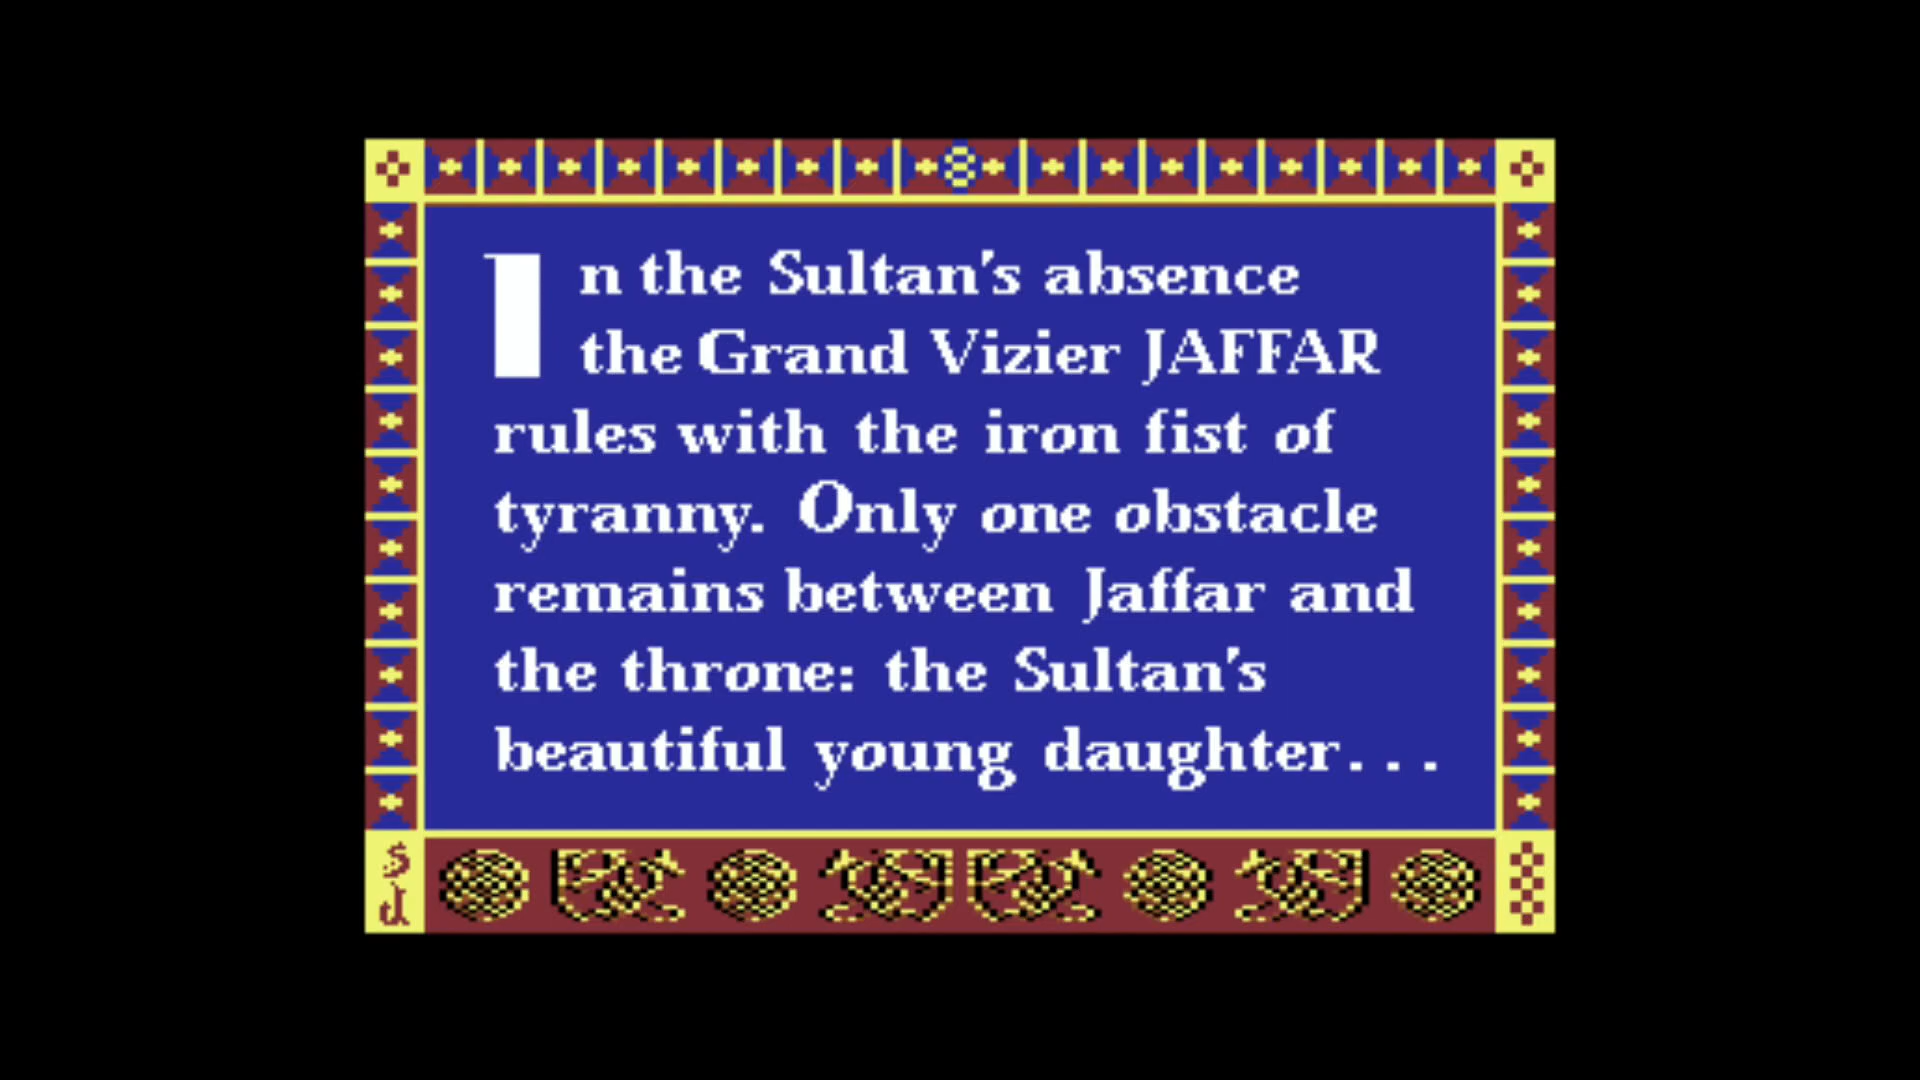 In the Sultan's absence
the Grand Vizier JAFFAR
rules with the iron fist of
tyranny. Only one obstacle
remains between Jaffar and
the throne: the Sultan's
beautiful young daughter...
S
d